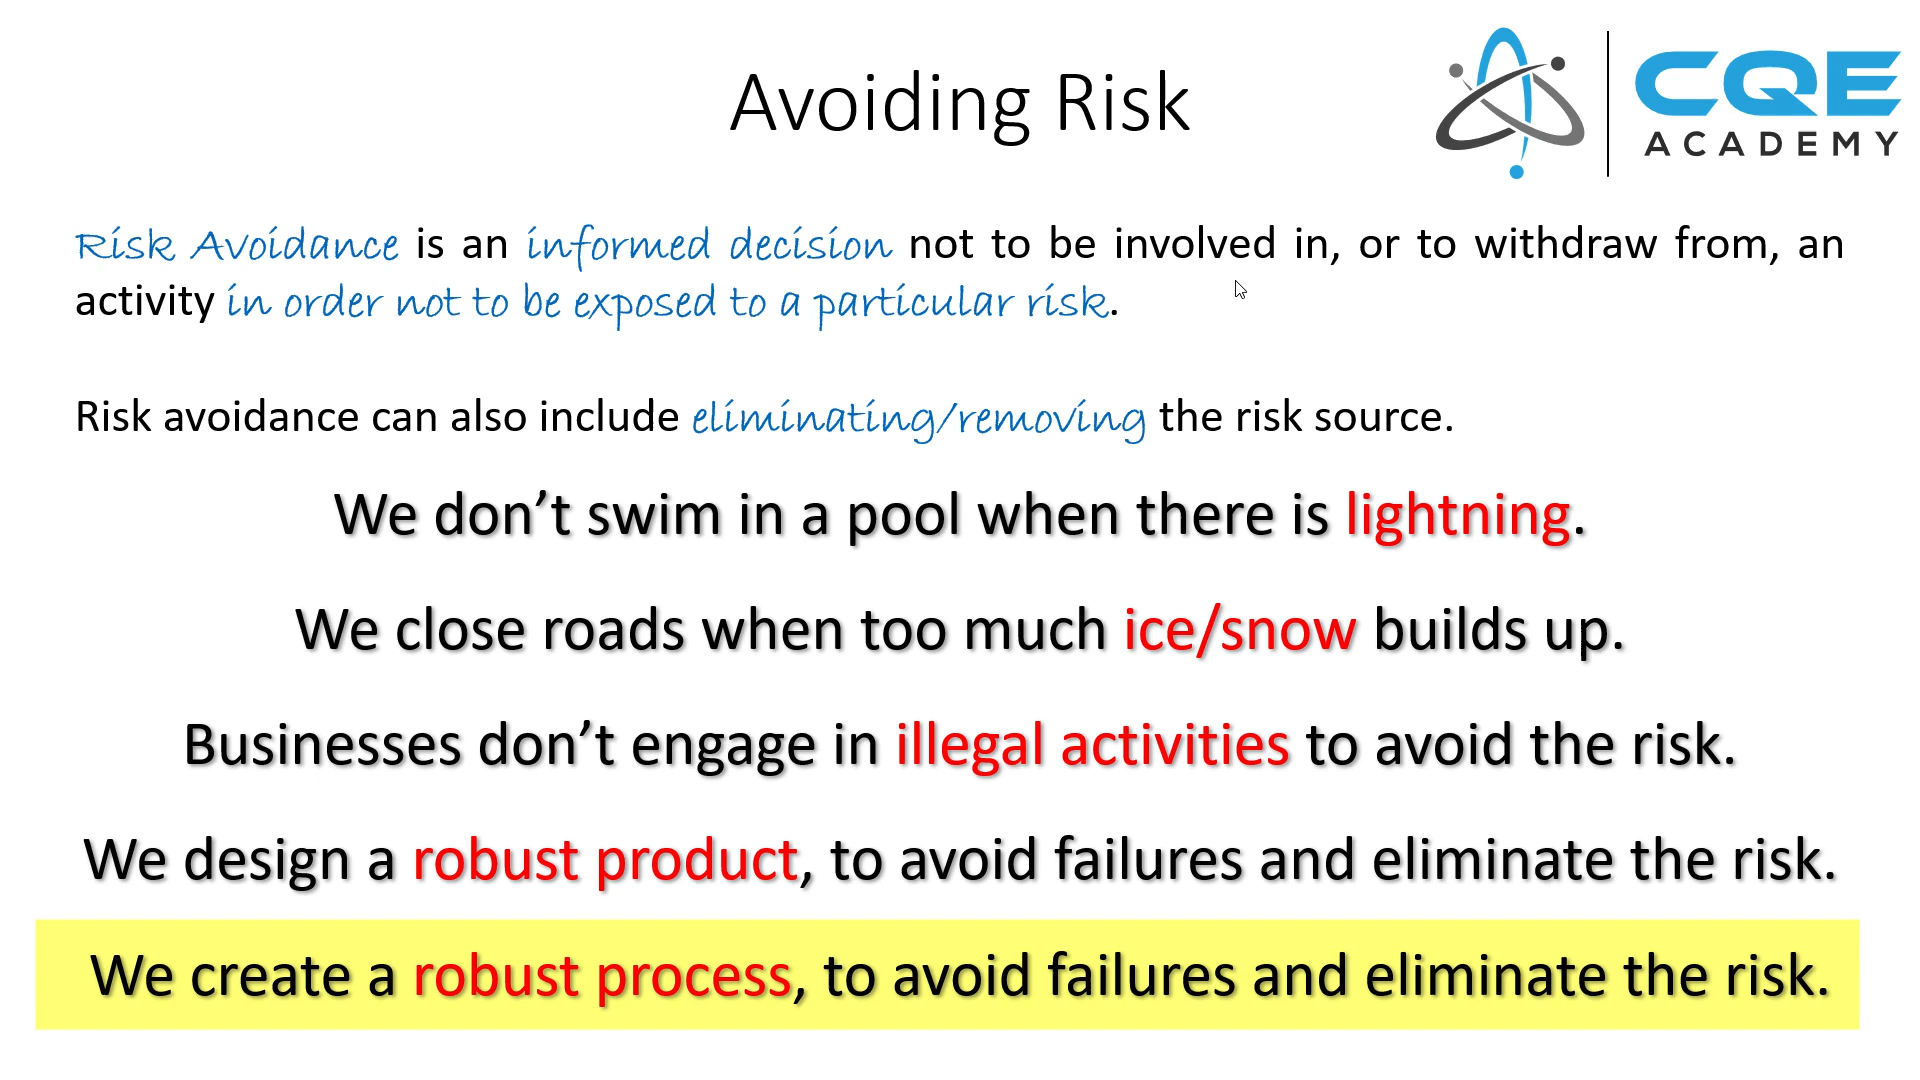 Avoiding Risk
CQE
ACADEMY
Risk Avoidance is an informed decision not to be involved in, or to withdraw from, an
activity in order not to be exposed to a particular risk.
Risk avoidance can also include eliminating/removing the risk source.
We don’t swim in a pool when there is lightning.
We close roads when too much ice/snow builds up.
Businesses don’t engage in illegal activities to avoid the risk.
We design a robust product, to avoid failures and eliminate the risk.
We create a robust process, to avoid failures and eliminate the risk.